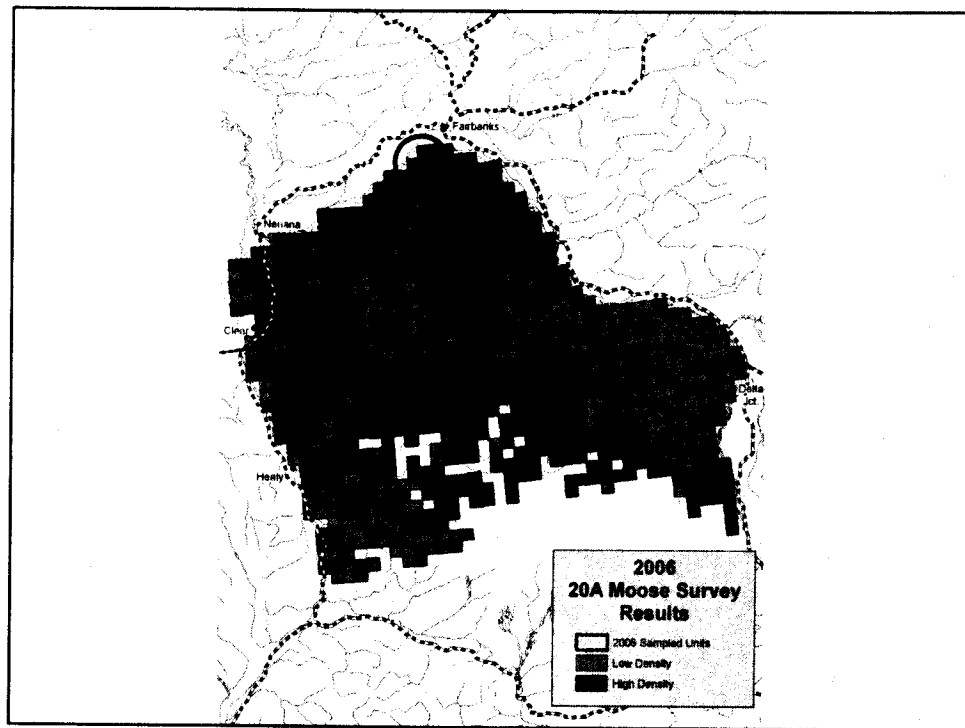 Fairbanks
Nenana
Clear
Delta
Jct.
Healy
2006
20A Moose Survey
Results
2006 Sampled Units
Low Density
High Density